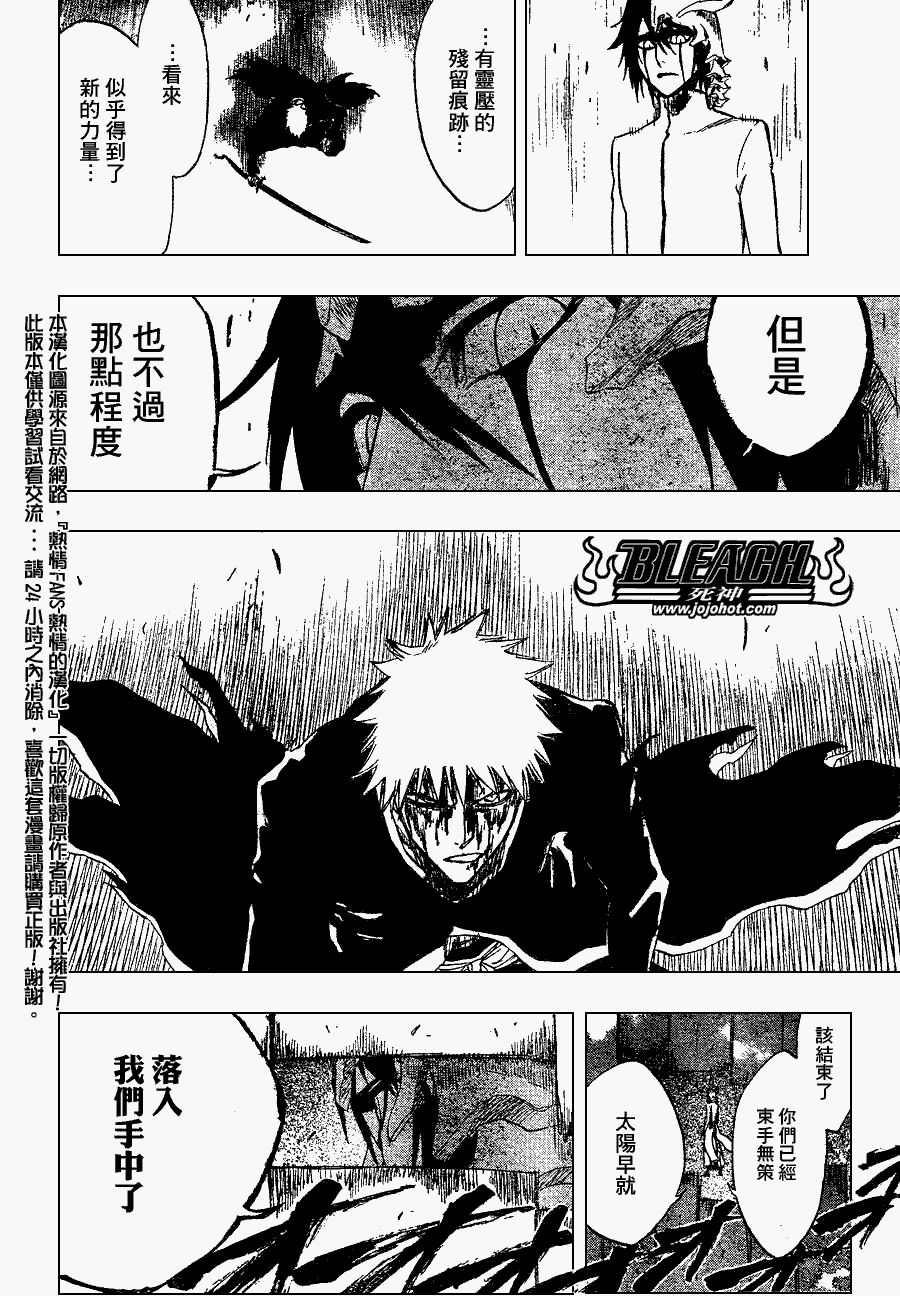 …有靈壓的
殘留痕跡…
…看來
似乎得到了
新的力量…
但是
也不過
那點程度
BLEACH
死神
www.jojohot.com
該結束了
你們已經
束手無策
太陽早就
落入
我們手中了
本漢化圖源來自於網路，『熱情FANS-熱情的漢化』一切版權歸原作者與出版社擁有！
此版本僅供學習試看交流…請24小時之內消除，喜歡這套漫畫請購買正版！謝謝。